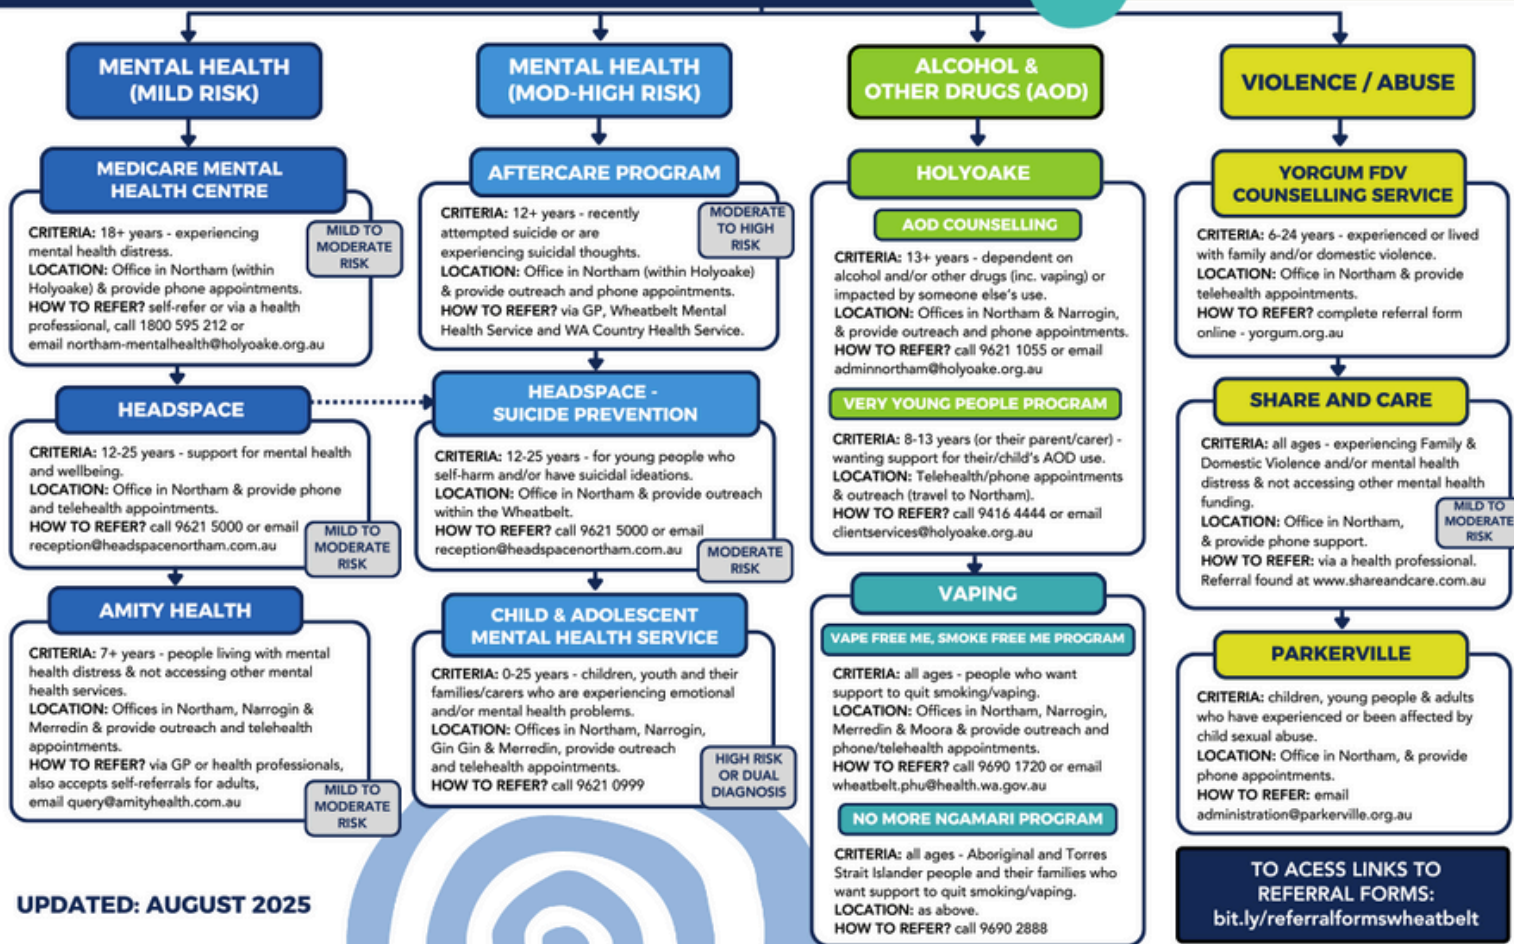 MENTAL HEALTH
(MILD RISK)
MEDICARE MENTAL
HEALTH CENTRE
CRITERIA: 18+ years - experiencing
mental health distress.
LOCATION: Office in Northam (within
Holyoake) & provide phone appointments.
HOW TO REFER? self-refer or via a health
professional, call 1800 595 212 or
email northam-mentalhealth@holyoake.org.au
MILD TO
MODERATE
RISK
HEADSPACE
CRITERIA: 12-25 years - support for mental health
and wellbeing.
LOCATION: Office in Northam & provide phone
and telehealth appointments.
HOW TO REFER? call 9621 5000 or email
reception@headspacenortham.com.au
MILD TO
MODERATE
RISK
AMITY HEALTH
CRITERIA: 7+ years - people living with mental
health distress & not accessing other mental
health services.
LOCATION: Offices in Northam, Narrogin &
Merredin & provide outreach and telehealth
appointments.
HOW TO REFER? via GP or health professionals,
also accepts self-referrals for adults,
email query@amityhealth.com.au
MILD TO
MODERATE
RISK
UPDATED: AUGUST 2025
MENTAL HEALTH
(MOD-HIGH RISK)
AFTERCARE PROGRAM
CRITERIA: 12+ years - recently
attempted suicide or are
experiencing suicidal thoughts.
LOCATION: Office in Northam (within Holyoake)
& provide outreach and phone appointments.
HOW TO REFER? via GP, Wheatbelt Mental
Health Service and WA Country Health Service.
MODERATE
TO HIGH
RISK
HEADSPACE -
SUICIDE PREVENTION
CRITERIA: 12-25 years - for young people who
self-harm and/or have suicidal ideations.
LOCATION: Office in Northam & provide outreach
within the Wheatbelt.
HOW TO REFER? call 9621 5000 or email
reception@headspacenortham.com.au
MODERATE
RISK
CHILD & ADOLESCENT
MENTAL HEALTH SERVICE
CRITERIA: 0-25 years - children, youth and their
families/carers who are experiencing emotional
and/or mental health problems.
LOCATION: Offices in Northam, Narrogin,
Gin Gin & Merredin, provide outreach
and telehealth appointments.
HOW TO REFER? call 9621 0999
HIGH RISK
OR DUAL
DIAGNOSIS
ALCOHOL &
OTHER DRUGS (AOD)
HOLYOAKE
AOD COUNSELLING
CRITERIA: 13+ years - dependent on
alcohol and/or other drugs (inc. vaping) or
impacted by someone else's use.
LOCATION: Offices in Northam & Narrogin,
& provide outreach and phone appointments.
HOW TO REFER? call 9621 1055 or email
adminnortham@holyoake.org.au
VERY YOUNG PEOPLE PROGRAM
CRITERIA: 8-13 years (or their parent/carer) -
wanting support for their/child's AOD use.
LOCATION: Telehealth/phone appointments
& outreach (travel to Northam).
HOW TO REFER? call 9416 4444 or email
clientservices@holyoake.org.au
VAPING
VAPE FREE ME, SMOKE FREE ME PROGRAM
CRITERIA: all ages - people who want
support to quit smoking/vaping.
LOCATION: Offices in Northam, Narrogin,
Merredin & Moora & provide outreach and
phone/telehealth appointments.
HOW TO REFER? call 9690 1720 or email
wheatbelt.phu@health.wa.gov.au
NO MORE NGAMARI PROGRAM
CRITERIA: all ages - Aboriginal and Torres
Strait Islander people and their families who
want support to quit smoking/vaping.
LOCATION: as above.
HOW TO REFER? call 9690 2888
VIOLENCE / ABUSE
YORGUM FDV
COUNSELLING SERVICE
CRITERIA: 6-24 years - experienced or lived
with family and/or domestic violence.
LOCATION: Office in Northam & provide
telehealth appointments.
HOW TO REFER? complete referral form
online - yorgum.org.au
SHARE AND CARE
CRITERIA: all ages - experiencing Family &
Domestic Violence and/or mental health
distress & not accessing other mental health
funding.
LOCATION: Office in Northam,
& provide phone support.
HOW TO REFER: via a health professional.
Referral found at www.shareandcare.com.au
MILD TO
MODERATE
RISK
PARKERVILLE
CRITERIA: children, young people & adults
who have experienced or been affected by
child sexual abuse.
LOCATION: Office in Northam, & provide
phone appointments.
HOW TO REFER: email
administration@parkerville.org.au
TO ACESS LINKS TO
REFERRAL FORMS:
bit.ly/referralformswheatbelt